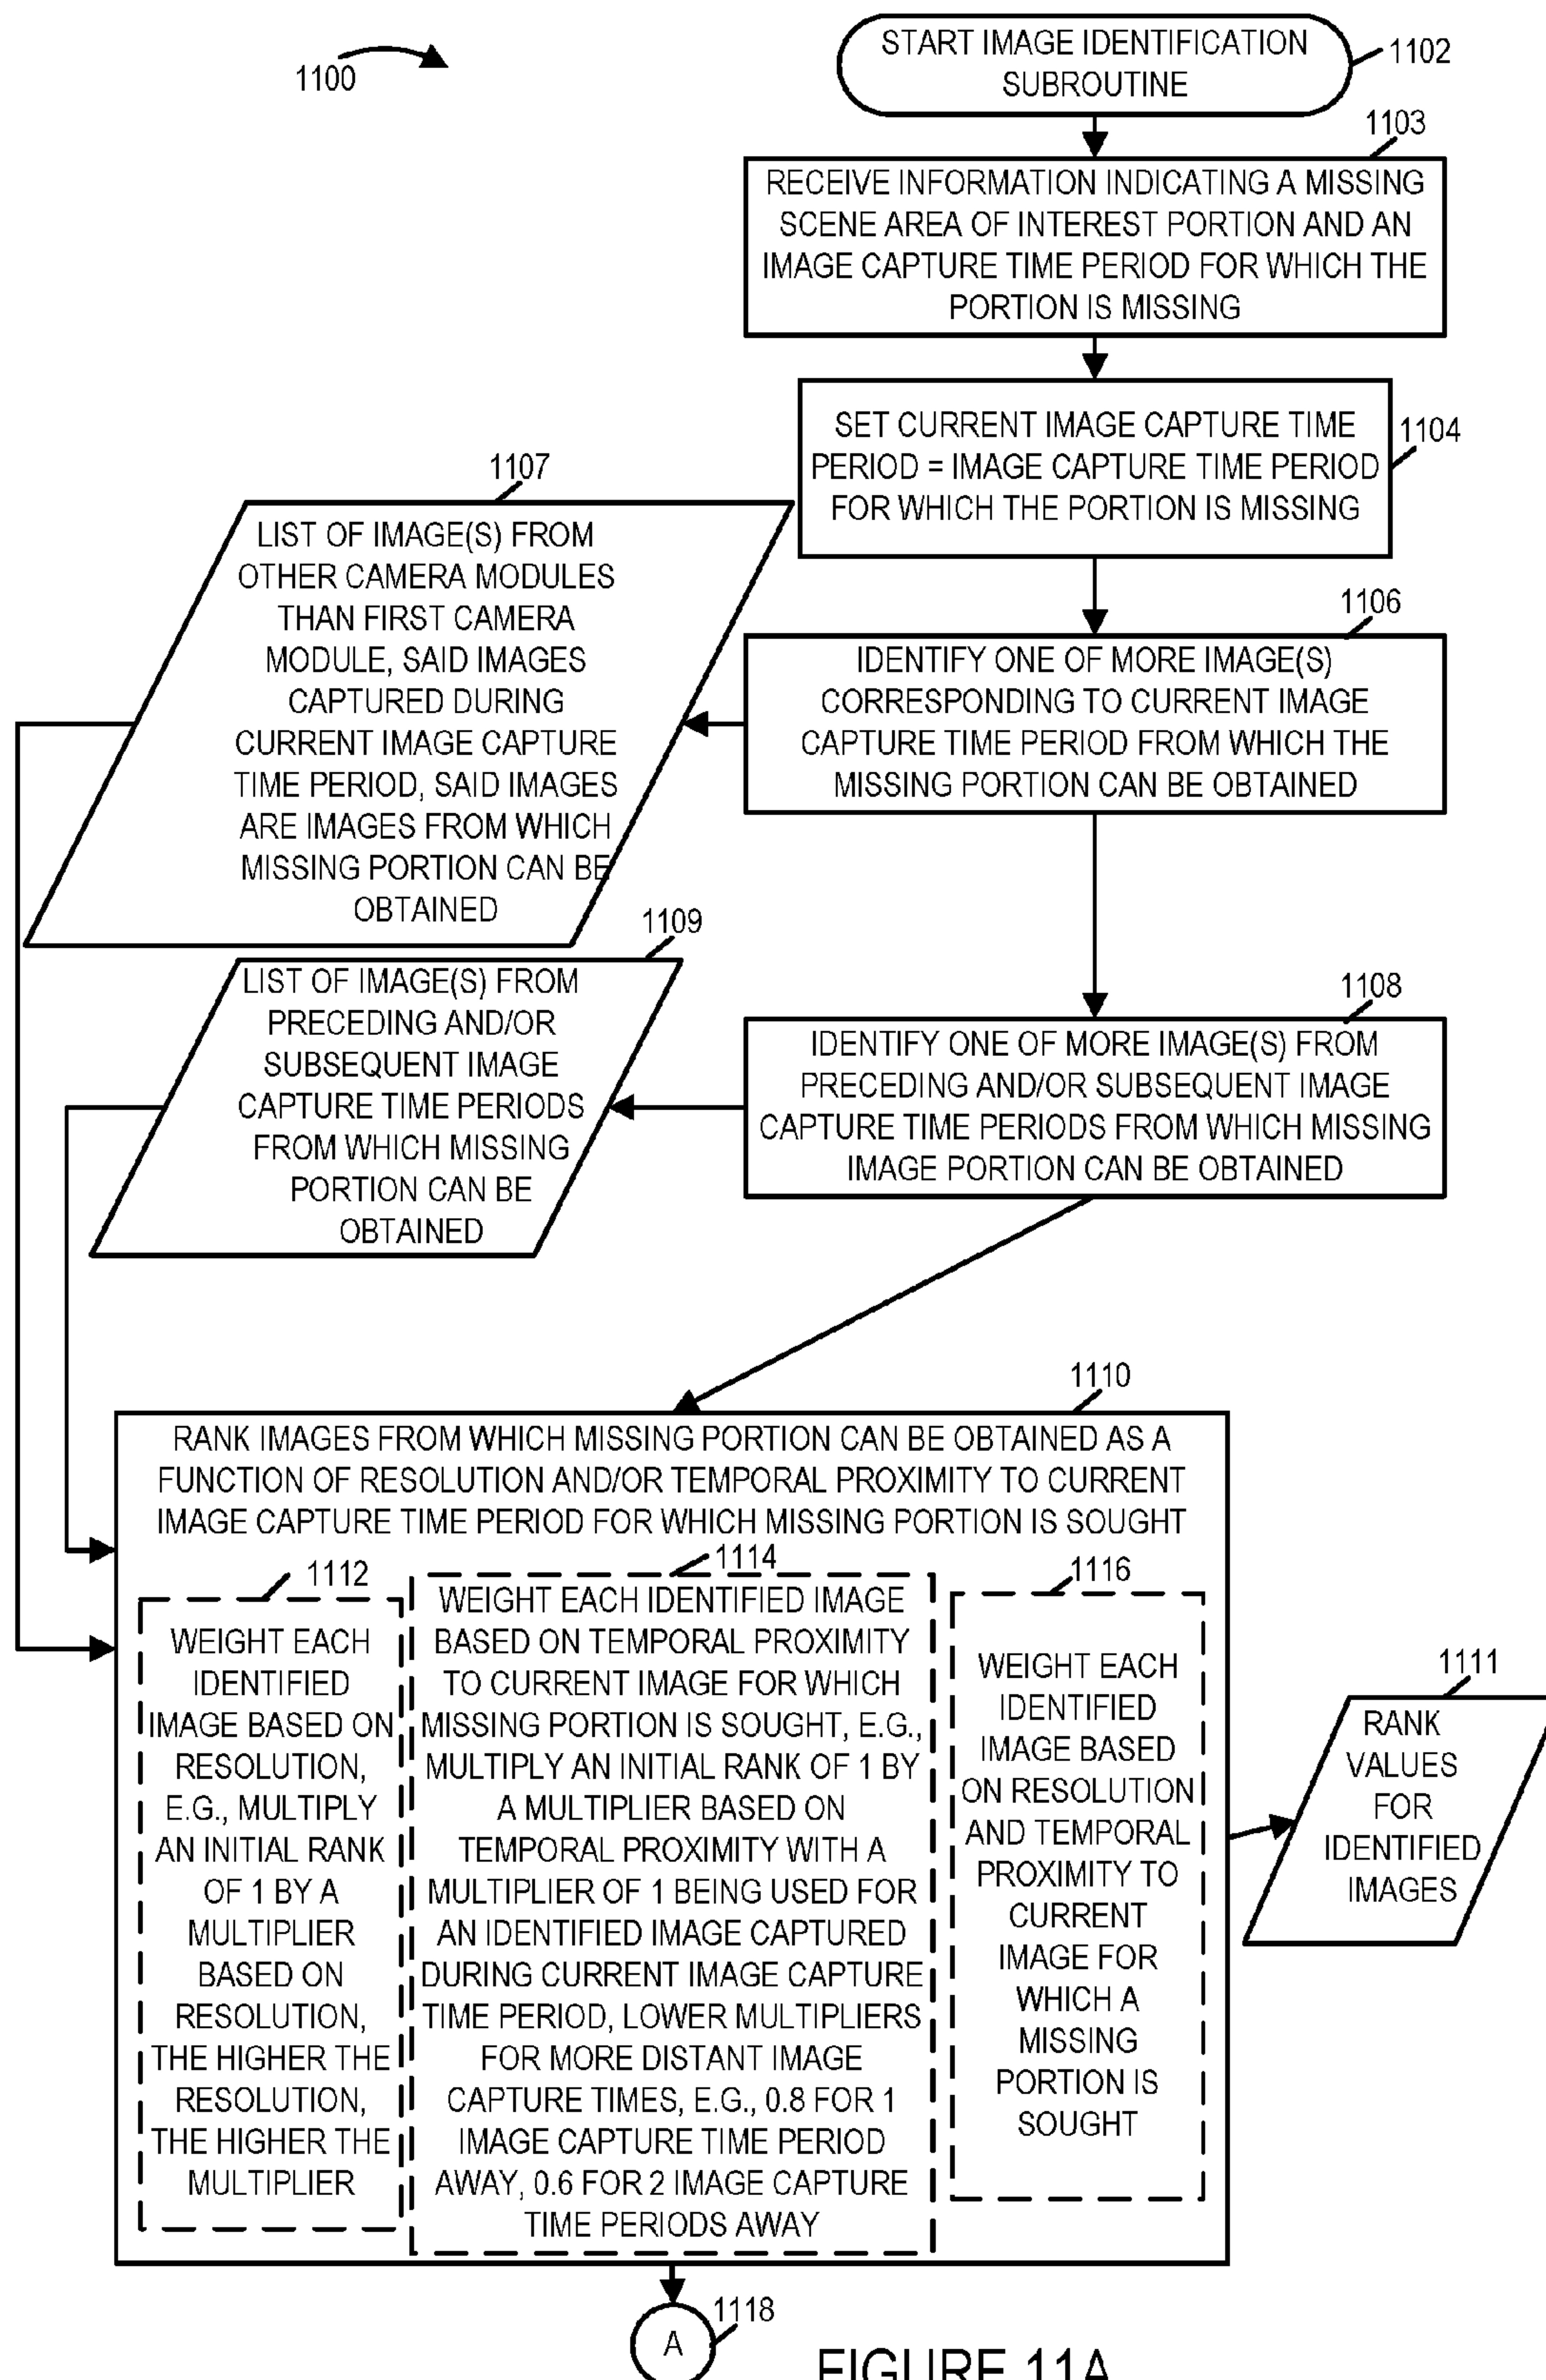 1100
START IMAGE IDENTIFICATION
SUBROUTINE
1102
1103
RECEIVE INFORMATION INDICATING A MISSING
SCENE AREA OF INTEREST PORTION AND AN
IMAGE CAPTURE TIME PERIOD FOR WHICH THE
PORTION IS MISSING
1104
SET CURRENT IMAGE CAPTURE TIME
PERIOD = IMAGE CAPTURE TIME PERIOD
FOR WHICH THE PORTION IS MISSING
1107
LIST OF IMAGE(S) FROM
OTHER CAMERA MODULES
THAN FIRST CAMERA
MODULE, SAID IMAGES
CAPTURED DURING
CURRENT IMAGE CAPTURE
TIME PERIOD, SAID IMAGES
ARE IMAGES FROM WHICH
MISSING PORTION CAN BE
OBTAINED
1106
IDENTIFY ONE OF MORE IMAGE(S)
CORRESPONDING TO CURRENT IMAGE
CAPTURE TIME PERIOD FROM WHICH THE
MISSING PORTION CAN BE OBTAINED
1109
LIST OF IMAGE(S) FROM
PRECEDING AND/OR
SUBSEQUENT IMAGE
CAPTURE TIME PERIODS
FROM WHICH MISSING
PORTION CAN BE
OBTAINED
1108
IDENTIFY ONE OF MORE IMAGE(S) FROM
PRECEDING AND/OR SUBSEQUENT IMAGE
CAPTURE TIME PERIODS FROM WHICH MISSING
IMAGE PORTION CAN BE OBTAINED
1110
RANK IMAGES FROM WHICH MISSING PORTION CAN BE OBTAINED AS A
FUNCTION OF RESOLUTION AND/OR TEMPORAL PROXIMITY TO CURRENT
IMAGE CAPTURE TIME PERIOD FOR WHICH MISSING PORTION IS SOUGHT
1112
WEIGHT EACH
IDENTIFIED
IMAGE BASED ON
RESOLUTION,
E.G., MULTIPLY
AN INITIAL RANK
OF 1 BY A
MULTIPLIER
BASED ON
RESOLUTION,
THE HIGHER THE
RESOLUTION,
THE HIGHER THE
MULTIPLIER
1114
WEIGHT EACH IDENTIFIED IMAGE
BASED ON TEMPORAL PROXIMITY
TO CURRENT IMAGE FOR WHICH
MISSING PORTION IS SOUGHT, E.G.,
MULTIPLY AN INITIAL RANK OF 1 BY
A MULTIPLIER BASED ON
TEMPORAL PROXIMITY WITH A
MULTIPLIER OF 1 BEING USED FOR
AN IDENTIFIED IMAGE CAPTURED
DURING CURRENT IMAGE CAPTURE
TIME PERIOD, LOWER MULTIPLIERS
FOR MORE DISTANT IMAGE
CAPTURE TIMES, E.G., 0.8 FOR 1
IMAGE CAPTURE TIME PERIOD
AWAY, 0.6 FOR 2 IMAGE CAPTURE
TIME PERIODS AWAY
1116
WEIGHT EACH
IDENTIFIED
IMAGE BASED
ON RESOLUTION
AND TEMPORAL
PROXIMITY TO
CURRENT
IMAGE FOR
WHICH A
MISSING
PORTION IS
SOUGHT
1111
RANK
VALUES
FOR
IDENTIFIED
IMAGES
A
1118
FIGURE 11A